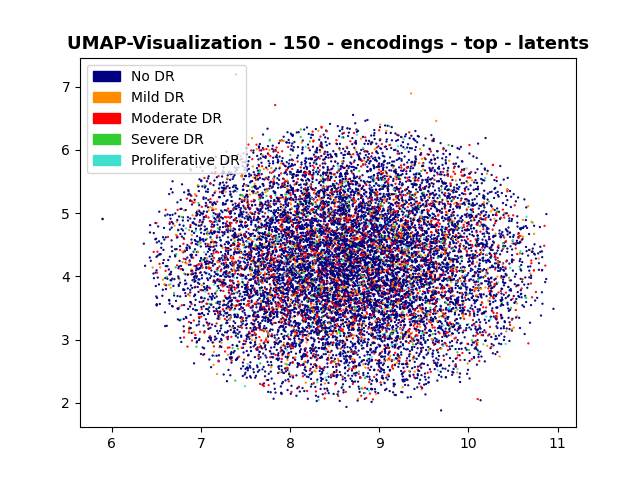 UMAP-Visualization - 150 - encodings - top - latents
No DR
Mild DR
Moderate DR
Severe DR
Proliferative DR
7
6
5
4
3
2
6 7 8 9 10 11